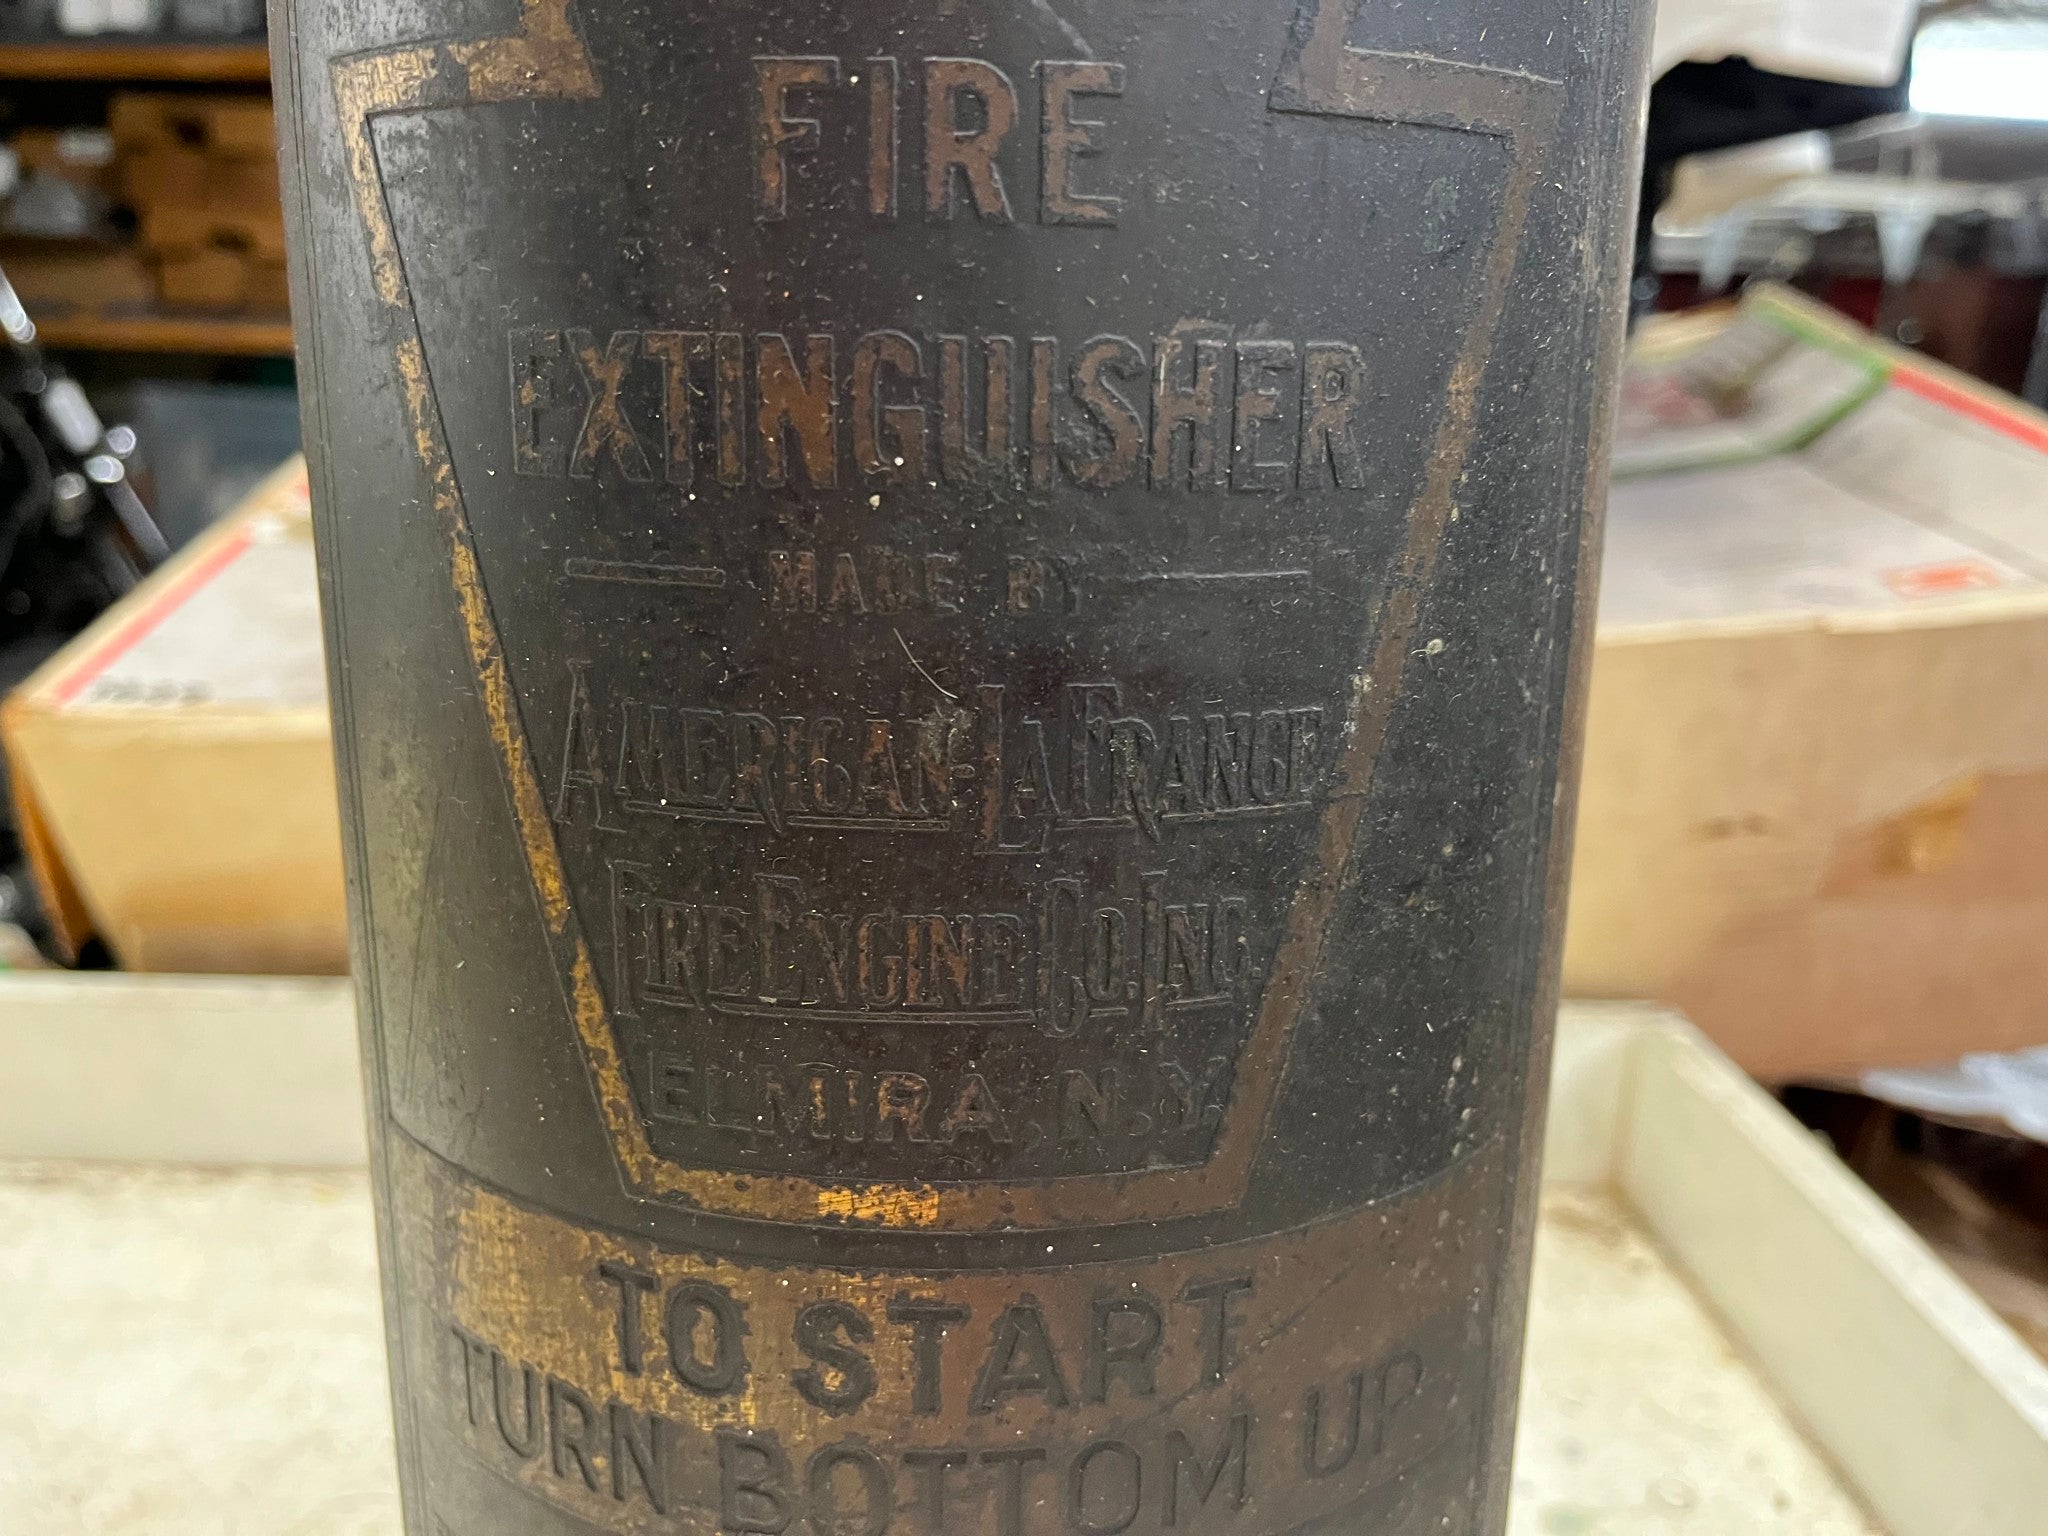 FIRE
EXTINGUISHER
MADE BY
AMERICAN-LAFRANCE
FIRE ENGINE CO. INC.
ELMIRA, N.Y.
TO START
TURN BOTTOM UP